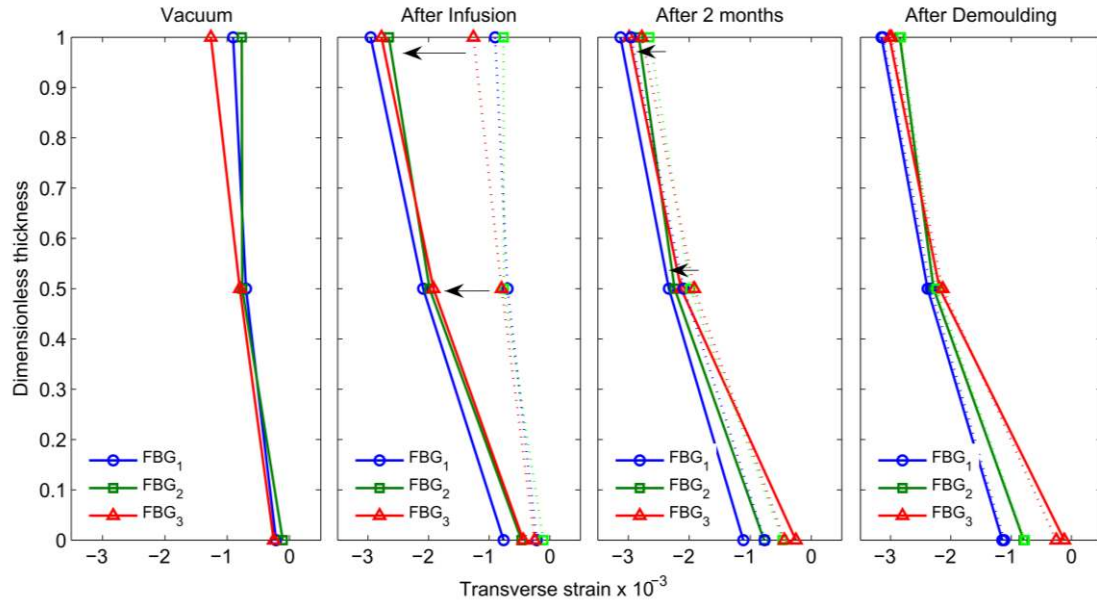 Vacuum
After Infusion
After 2 months
After Demoulding
Dimensionless thickness
1
0.9
0.8
0.7
0.6
0.5
0.4
0.3
0.2
0.1
0
FBG1
FBG2
FBG3
FBG1
FBG2
FBG3
FBG1
FBG2
FBG3
FBG1
FBG2
FBG3
−3 −2 −1 0
−3 −2 −1 0
−3 −2 −1 0
−3 −2 −1 0
Transverse strain x 10⁻³